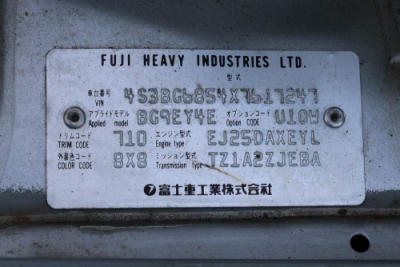 FUJI HEAVY INDUSTRIES LTD.
型式
車台番号 VIN 4S3BG6854X7617247
アプライドモデル Applied model BG9EY4E オプションコード Option CODE U10W
トリムコード TRIM CODE 710 エンジン型式 Engine type EJ25DAXEYL
外装色コード COLOR CODE 8X8 ミッション型式 Transmission type TZ1A2ZJEBA
富士重工業株式会社